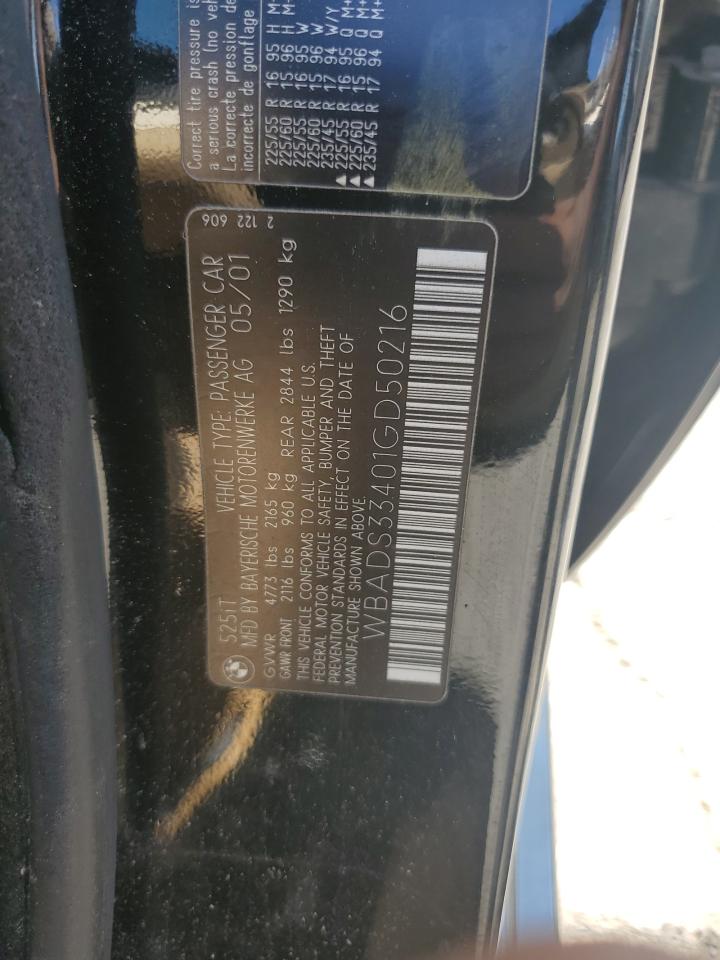 5251T VEHICLE TYPE: PASSENGER CAR
MFD BY BAYERISCHE MOTORENWERKE AG 05/01
GVWR 4773 lbs 2165 kg
GAWR FRONT 2116 lbs 960 kg REAR 2844 lbs 1290 kg
THIS VEHICLE CONFORMS TO ALL APPLICABLE U.S.
FEDERAL MOTOR VEHICLE SAFETY, BUMPER AND THEFT
PREVENTION STANDARDS IN EFFECT ON THE DATE OF
MANUFACTURE SHOWN ABOVE.
WBADS33401GD50216
2 122 606
Correct tire pressure is
a serious crash (no veh
La correcte pression de
incorrecte de gonflage
225/55 R 16 95 H M+
225/60 R 15 96 H M+
225/55 R 16 95 W
225/60 R 15 96 W
235/45 R 17 94 W/Y
▲225/55 R 16 95 Q M+
▲225/60 R 15 96 Q M+
▲235/45 R 17 94 Q M+